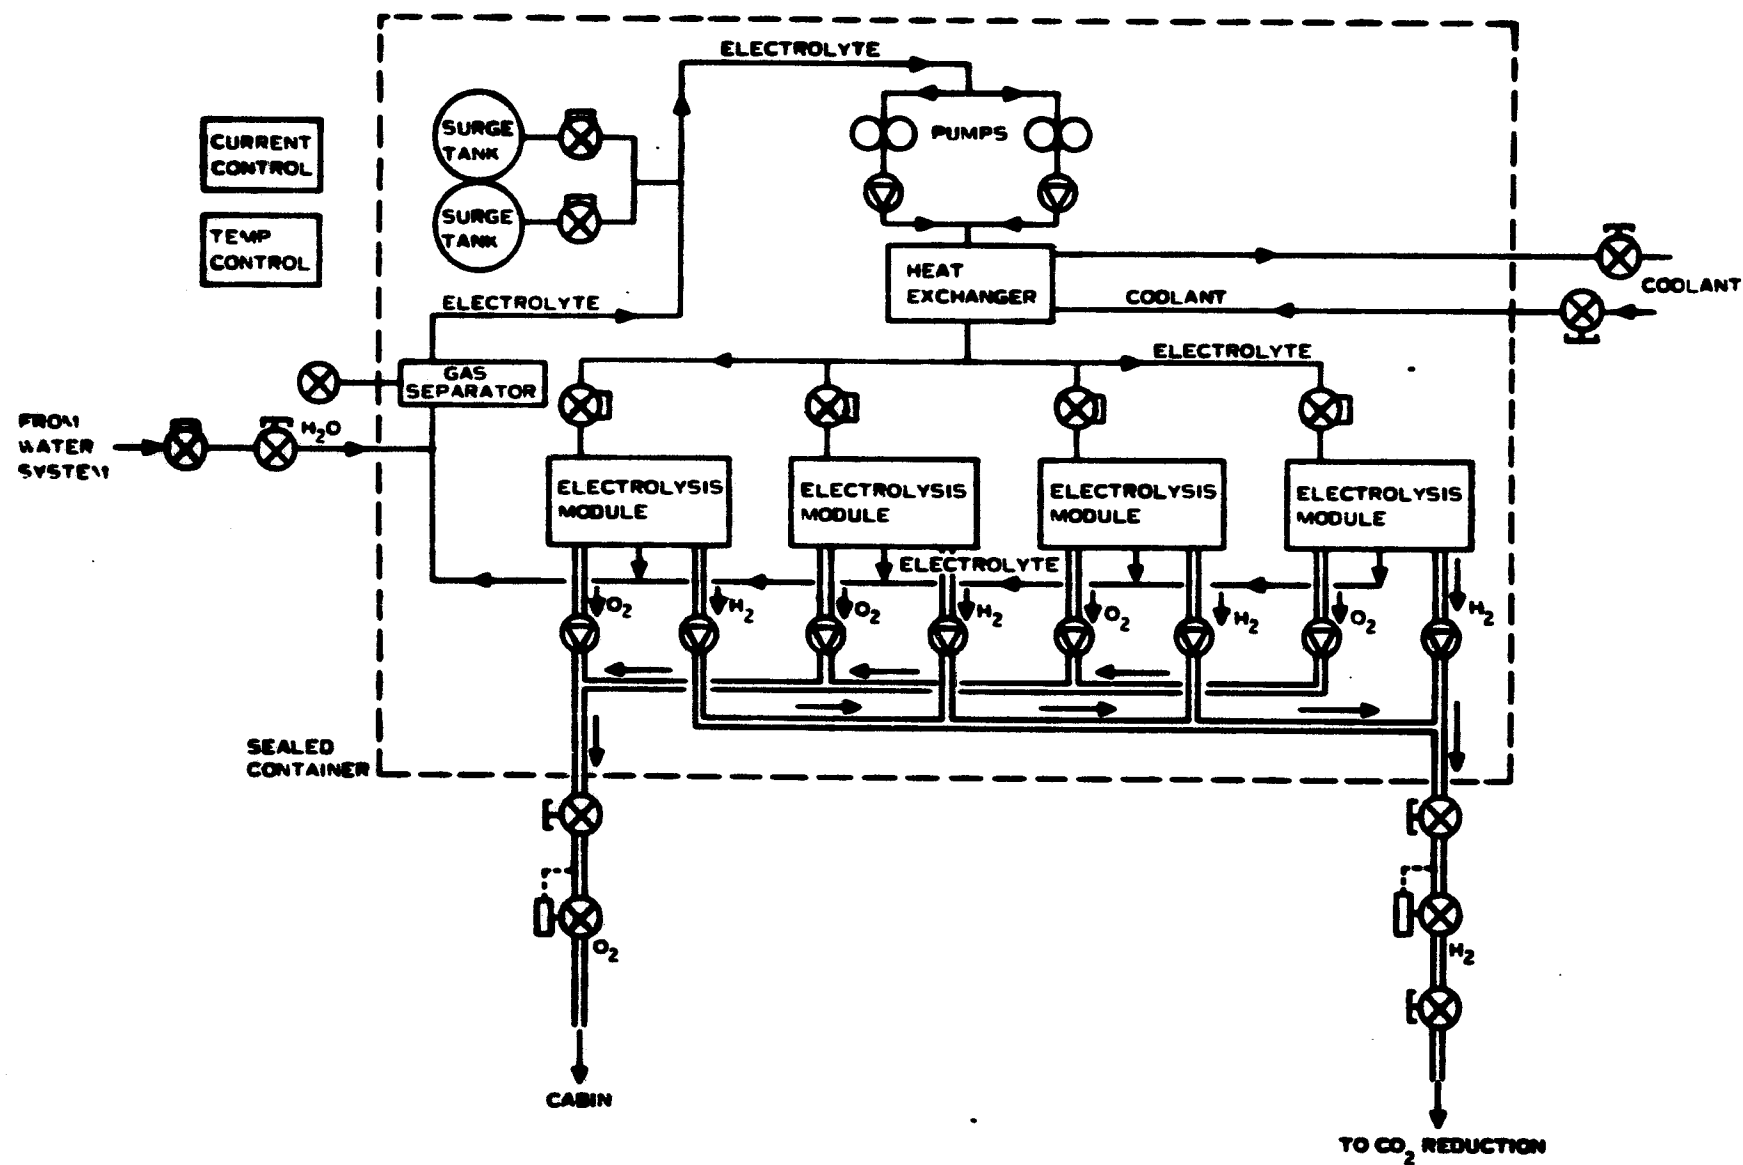 ELECTROLYTE
SURGE
TANK
PUMPS
CURRENT
CONTROL
SURGE
TANK
TEMP
CONTROL
HEAT
EXCHANGER
COOLANT
COOLANT
ELECTROLYTE
ELECTROLYTE
GAS
SEPARATOR
FROM
WATER
SYSTEM
H2O
ELECTROLYSIS
MODULE
ELECTROLYSIS
MODULE
ELECTROLYSIS
MODULE
ELECTROLYSIS
MODULE
ELECTROLYTE
O2
H2
O2
H2
O2
H2
O2
H2
SEALED
CONTAINER
O2
H2
CABIN
TO CO2 REDUCTION